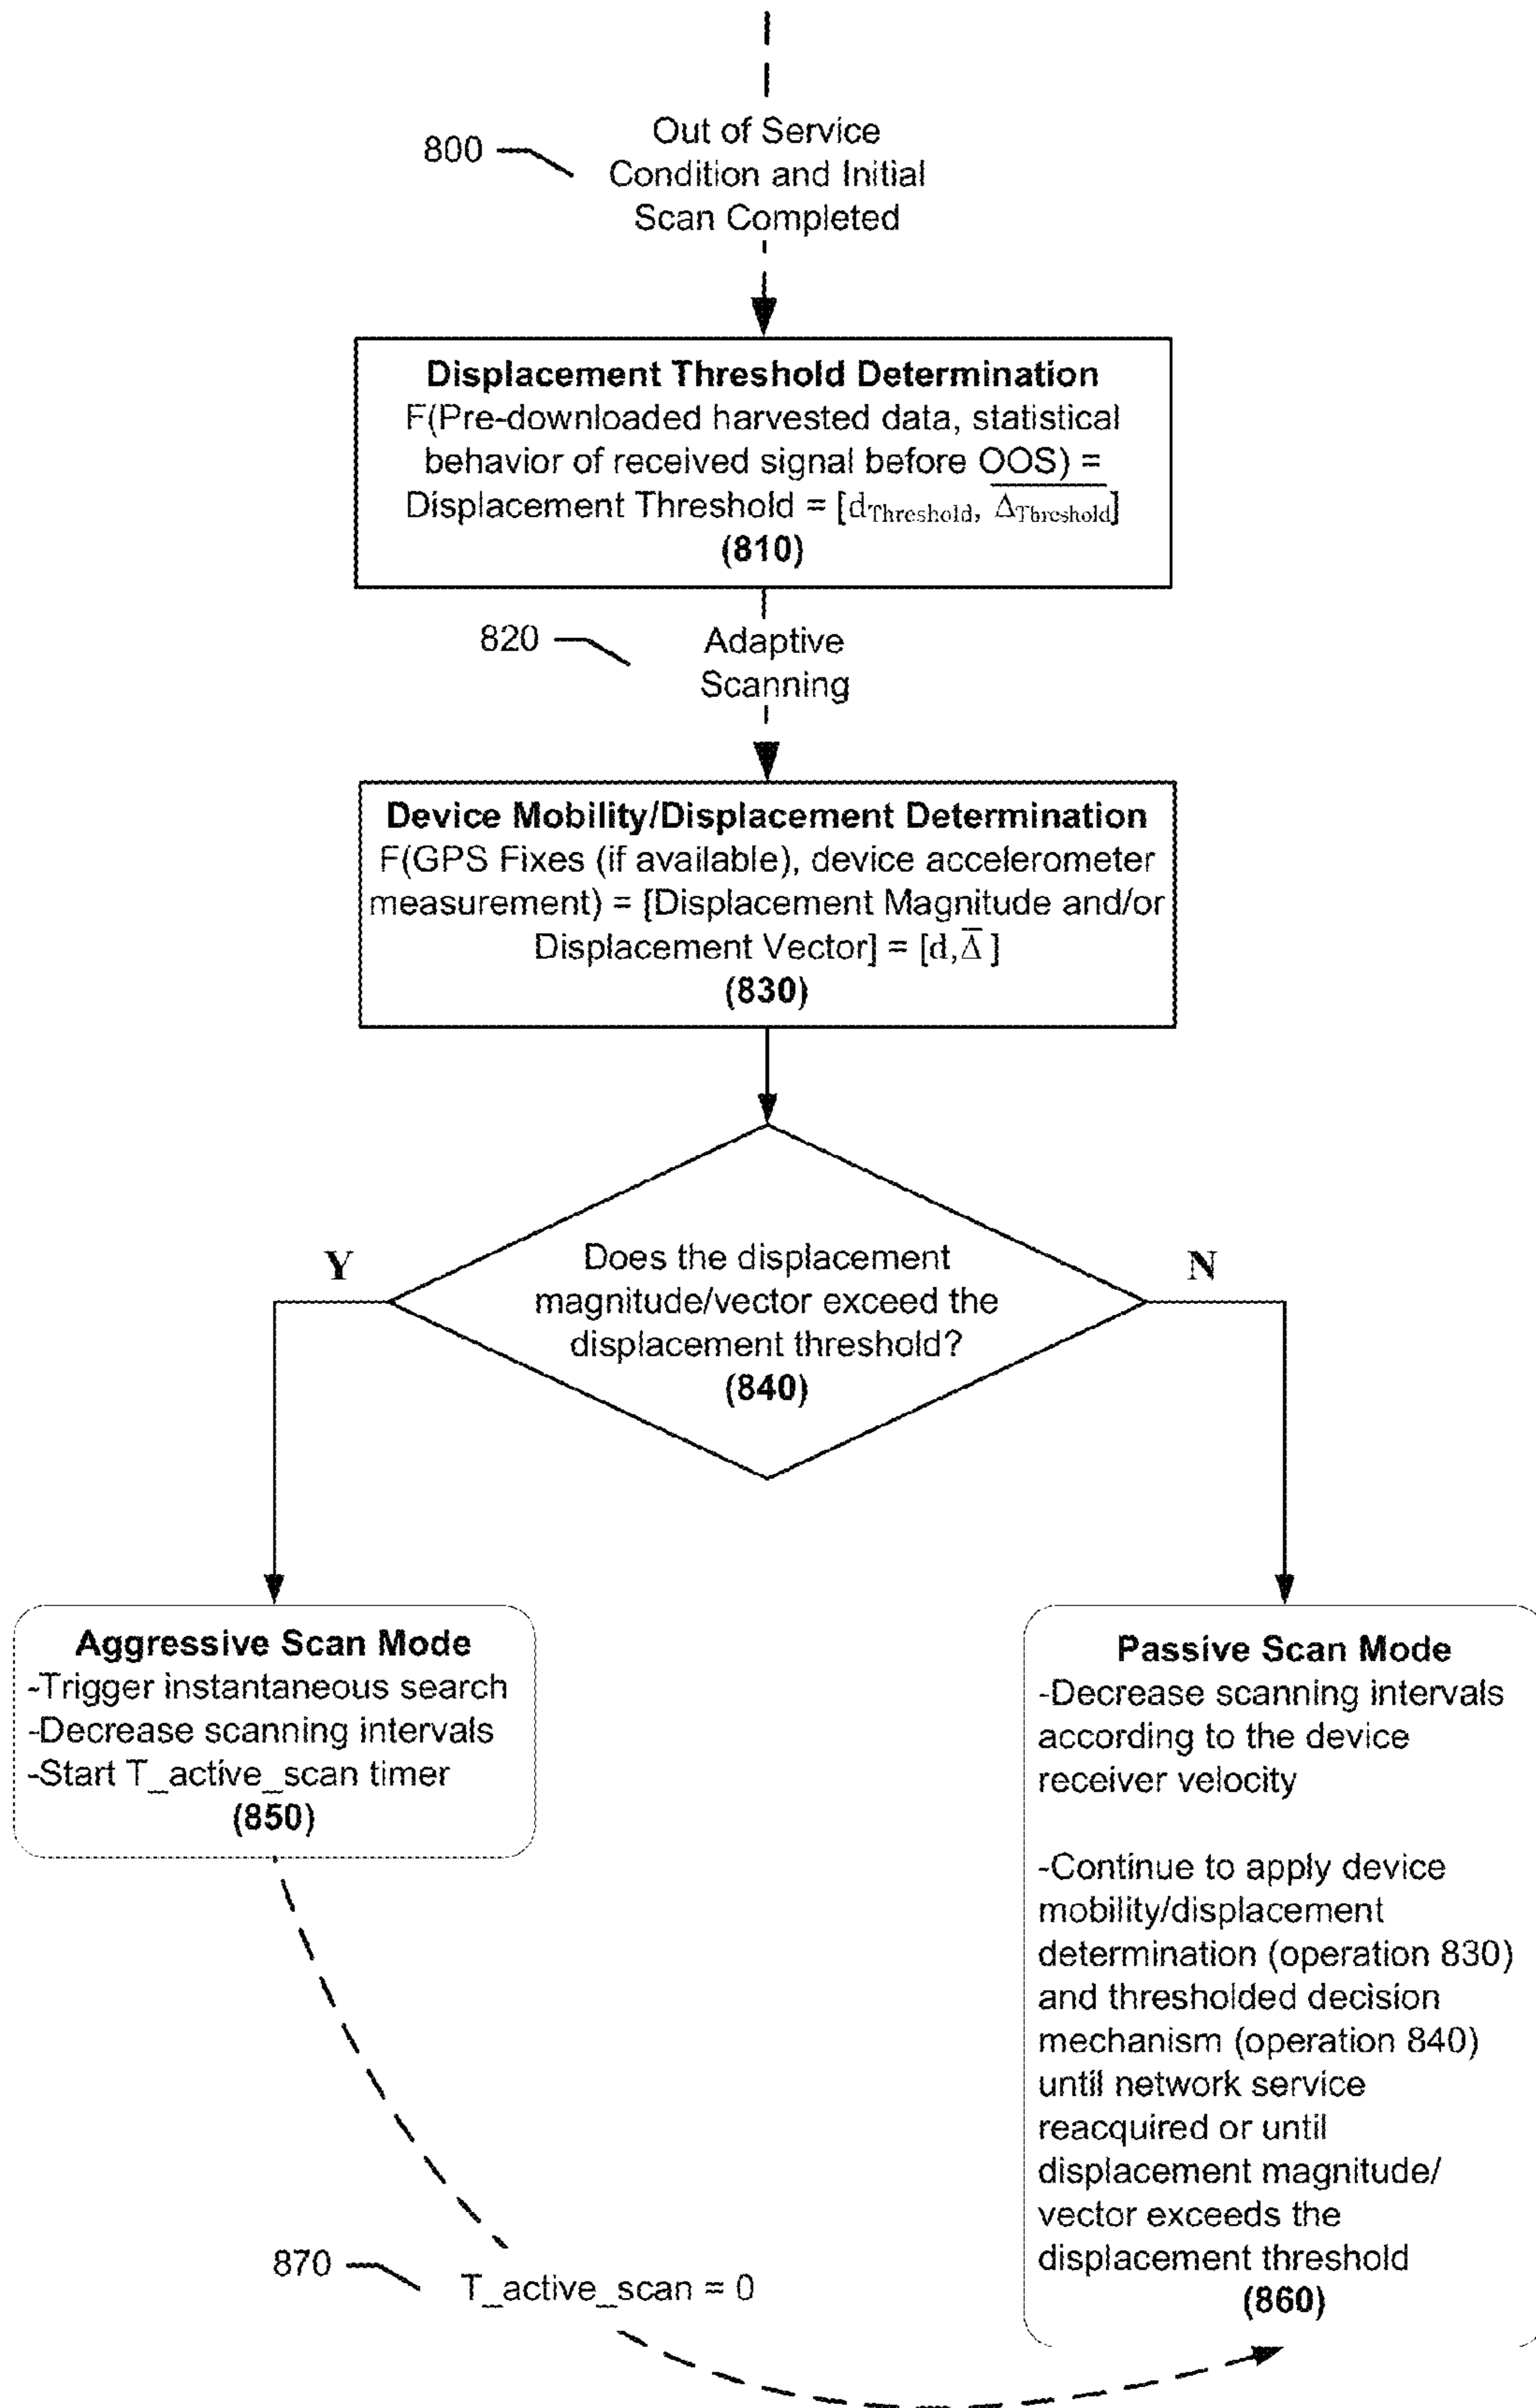 800
Out of Service
Condition and Initial
Scan Completed
Displacement Threshold Determination
F(Pre-downloaded harvested data, statistical
behavior of received signal before OOS) =
Displacement Threshold = [d_Threshold, Δ̅_Threshold]
(810)
820
Adaptive
Scanning
Device Mobility/Displacement Determination
F(GPS Fixes (if available), device accelerometer
measurement) = [Displacement Magnitude and/or
Displacement Vector] = [d,Δ̅ ]
(830)
Y
N
Does the displacement
magnitude/vector exceed the
displacement threshold?
(840)
Aggressive Scan Mode
-Trigger instantaneous search
-Decrease scanning intervals
-Start T_active_scan timer
(850)
Passive Scan Mode
-Decrease scanning intervals
according to the device
receiver velocity
-Continue to apply device
mobility/displacement
determination (operation 830)
and thresholded decision
mechanism (operation 840)
until network service
reacquired or until
displacement magnitude/
vector exceeds the
displacement threshold
(860)
870
T_active_scan = 0